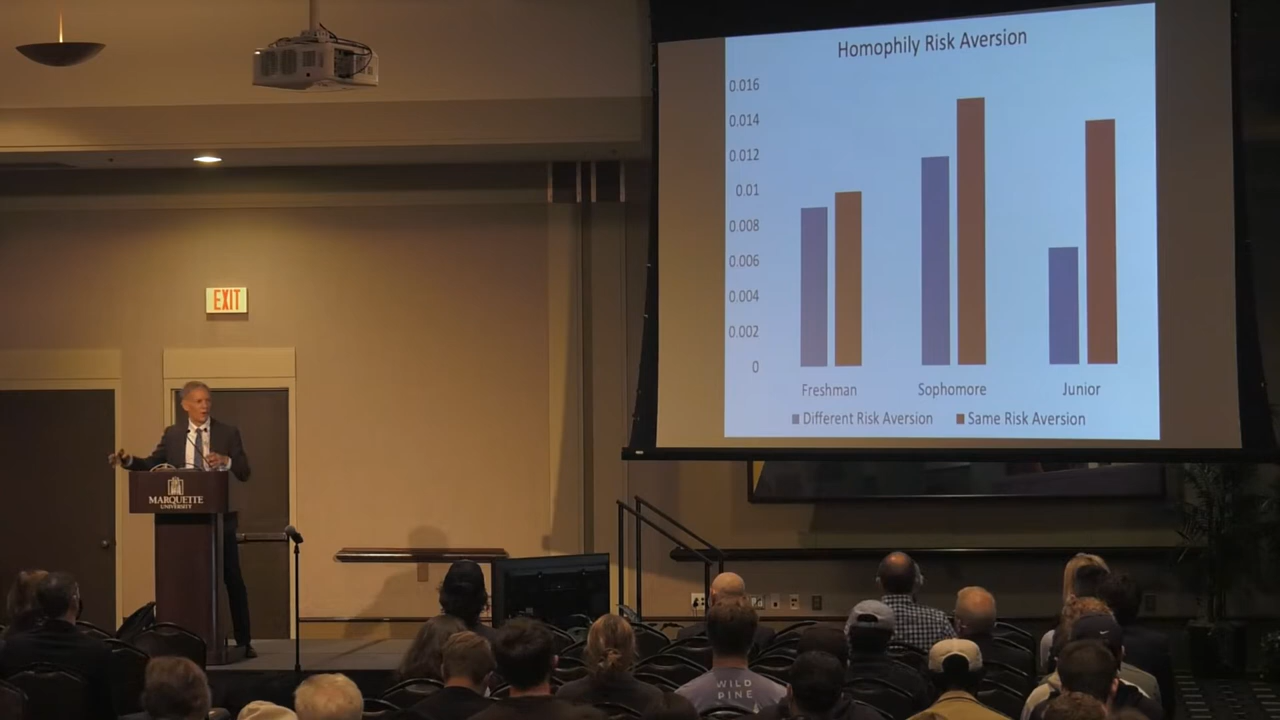 Homophily Risk Aversion
0.016
0.014
0.012
0.01
0.008
0.006
0.004
0.002
0
Freshman Sophomore Junior
Different Risk Aversion Same Risk Aversion
EXIT
MARQUETTE
UNIVERSITY
WILD
PINE